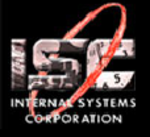 ISC
INTERNAL SYSTEMS
CORPORATION